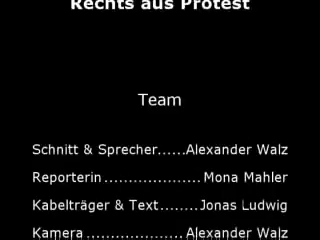 Rechts aus Protest
Team
Schnitt & Sprecher......Alexander Walz
Reporterin .................... Mona Mahler
Kabelträger & Text........ Jonas Ludwig
Kamera ..................... Alexander Walz